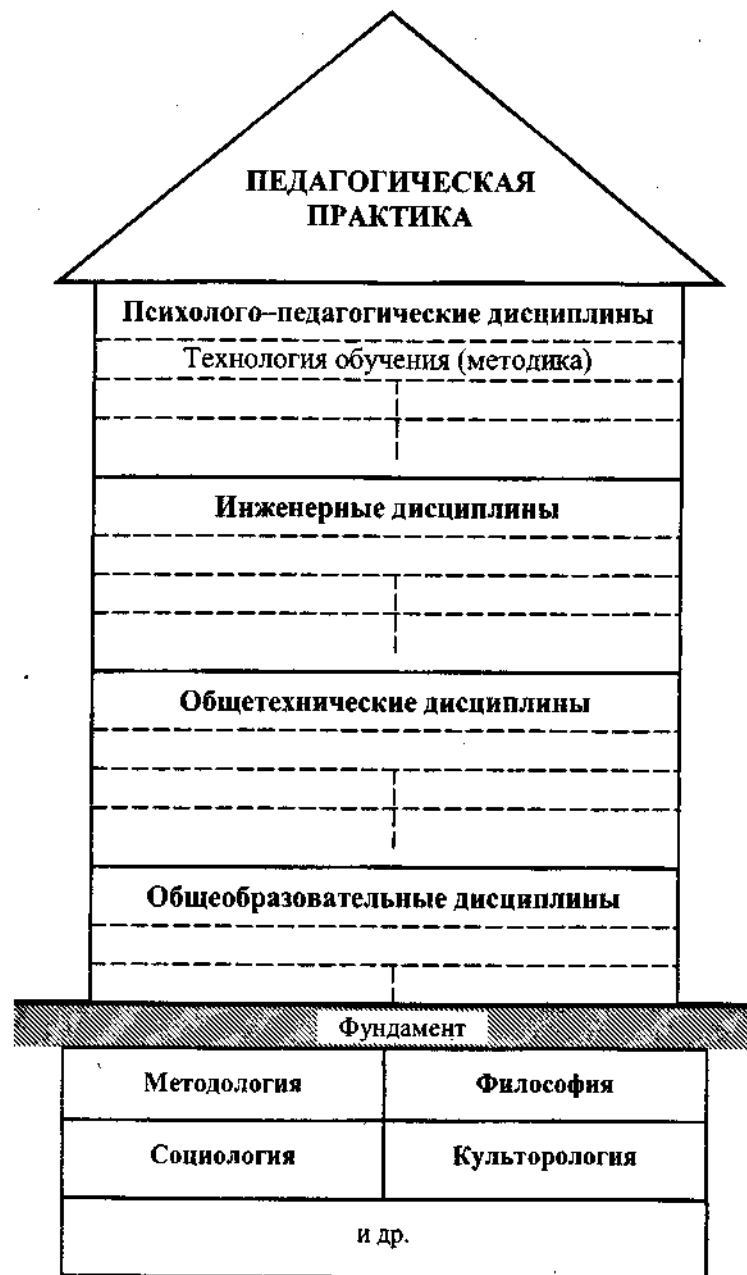 ПЕДАГОГИЧЕСКАЯ
ПРАКТИКА
Психолого–педагогические дисциплины
Технология обучения (методика)
Инженерные дисциплины
Общетехнические дисциплины
Общеобразовательные дисциплины
Фундамент
Методология
Философия
Социология
Культорология
и др.